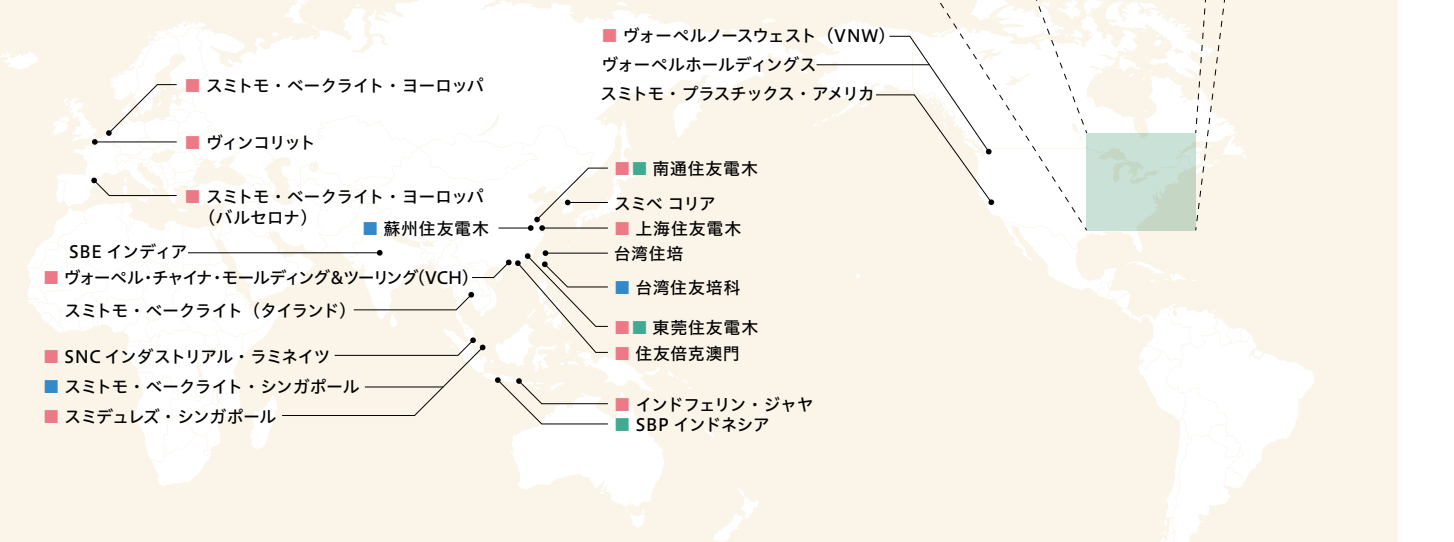 ヴォーペルノースウェスト（VNW）
ヴォーペルホールディングス
スミトモ・プラスチックス・アメリカ
スミトモ・ベークライト・ヨーロッパ
ヴィンコリット
スミトモ・ベークライト・ヨーロッパ
（バルセロナ）
蘇州住友電木
SBE インディア
ヴォーペル・チャイナ・モールディング&ツーリング(VCH)
スミトモ・ベークライト（タイランド）
SNC インダストリアル・ラミネイツ
スミトモ・ベークライト・シンガポール
スミデュレズ・シンガポール
南通住友電木
スミベ コリア
上海住友電木
台湾住培
台湾住友培科
東莞住友電木
住友倍克澳門
インドフェリン・ジャヤ
SBP インドネシア